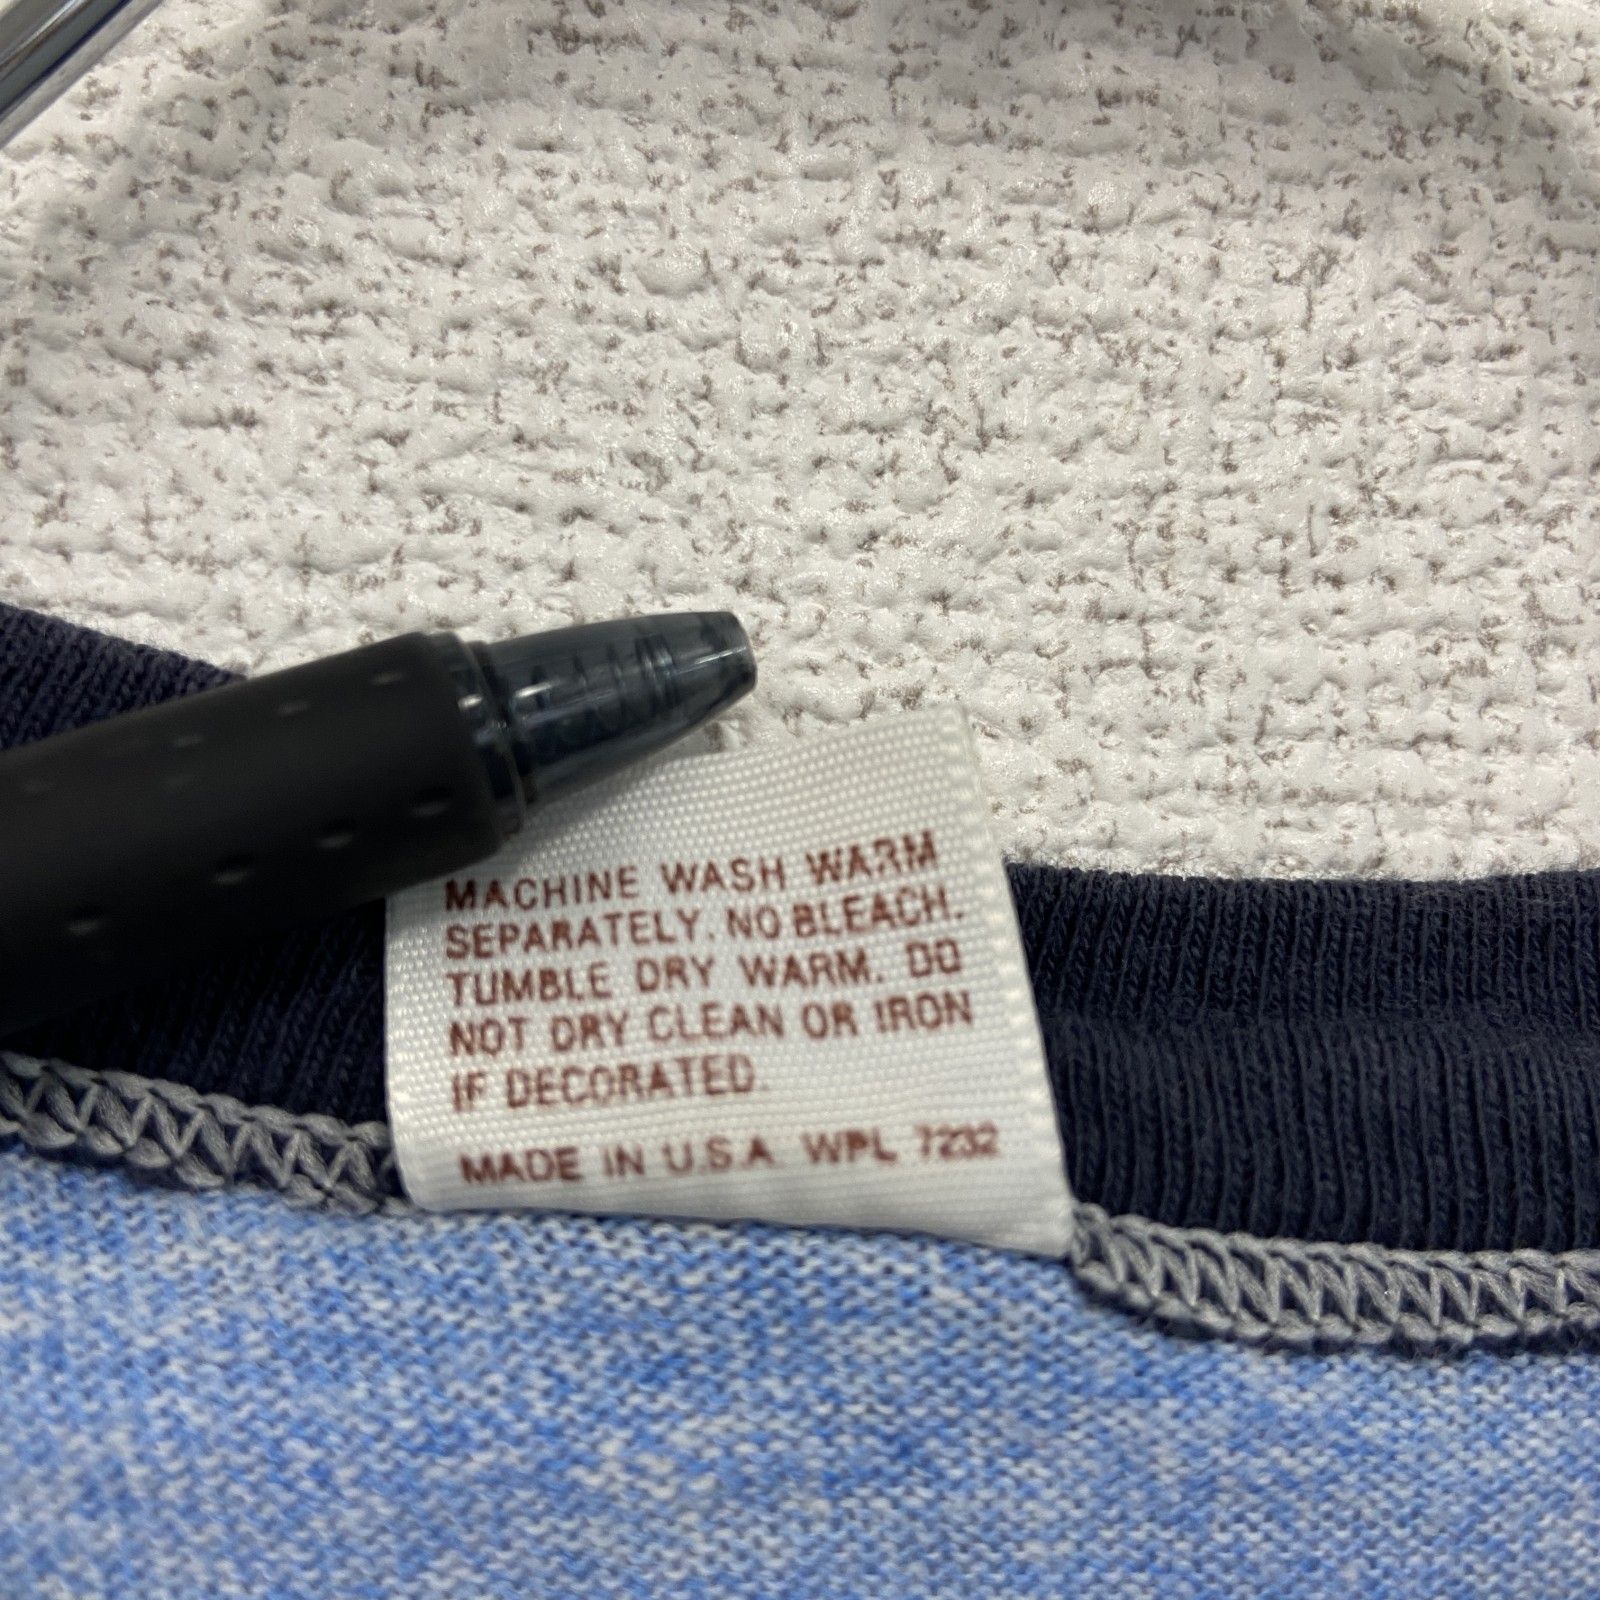 MACHINE WASH WARM
SEPARATELY. NO BLEACH.
TUMBLE DRY WARM. DO
NOT DRY CLEAN OR IRON
IF DECORATED.
MADE IN U.S.A. WPL 7232